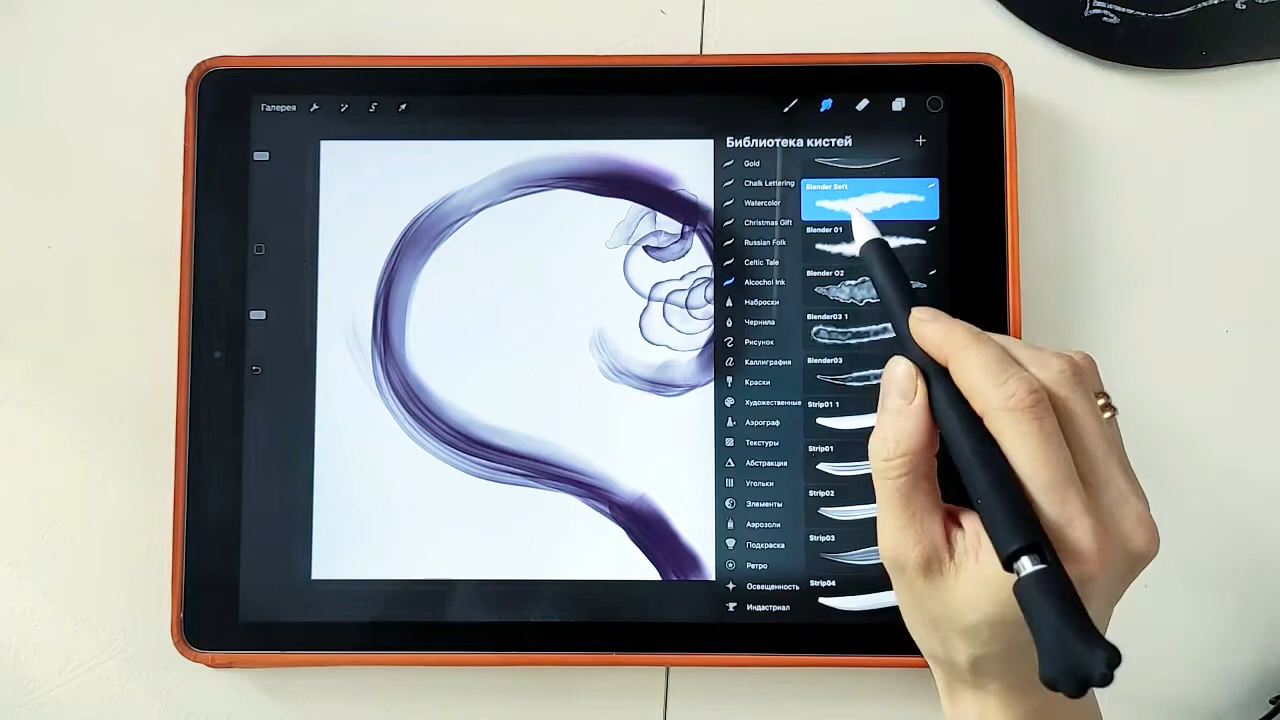 Галерея
Библиотека кистей
Gold
Chalk Lettering
Watercolor
Christmas Gift
Russian Folk
Celtic Tale
Alcochol Ink
Наброски
Чернила
Рисунок
Каллиграфия
Краски
Художественные
Аэрограф
Текстуры
Абстракция
Угольки
Элементы
Аэрозоли
Подкраска
Ретро
Освещенность
Индастриал
Blender Soft
Blender 01
Blender 02
Blender03 1
Blender03
Strip01 1
Strip01
Strip02
Strip03
Strip04